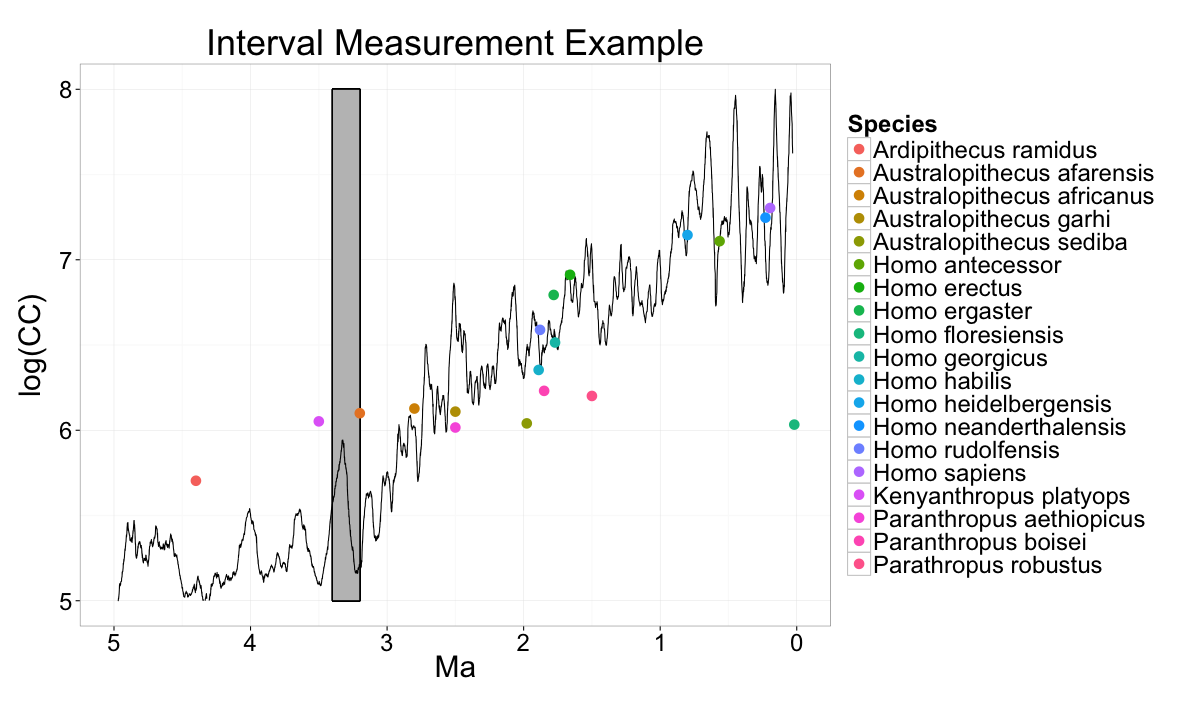 Interval Measurement Example
8
7
6
5
log(CC)
5 4 3 2 1 0
Ma
Species
Ardipithecus ramidus
Australopithecus afarensis
Australopithecus africanus
Australopithecus garhi
Australopithecus sediba
Homo antecessor
Homo erectus
Homo ergaster
Homo floresiensis
Homo georgicus
Homo habilis
Homo heidelbergensis
Homo neanderthalensis
Homo rudolfensis
Homo sapiens
Kenyanthropus platyops
Paranthropus aethiopicus
Paranthropus boisei
Parathropus robustus